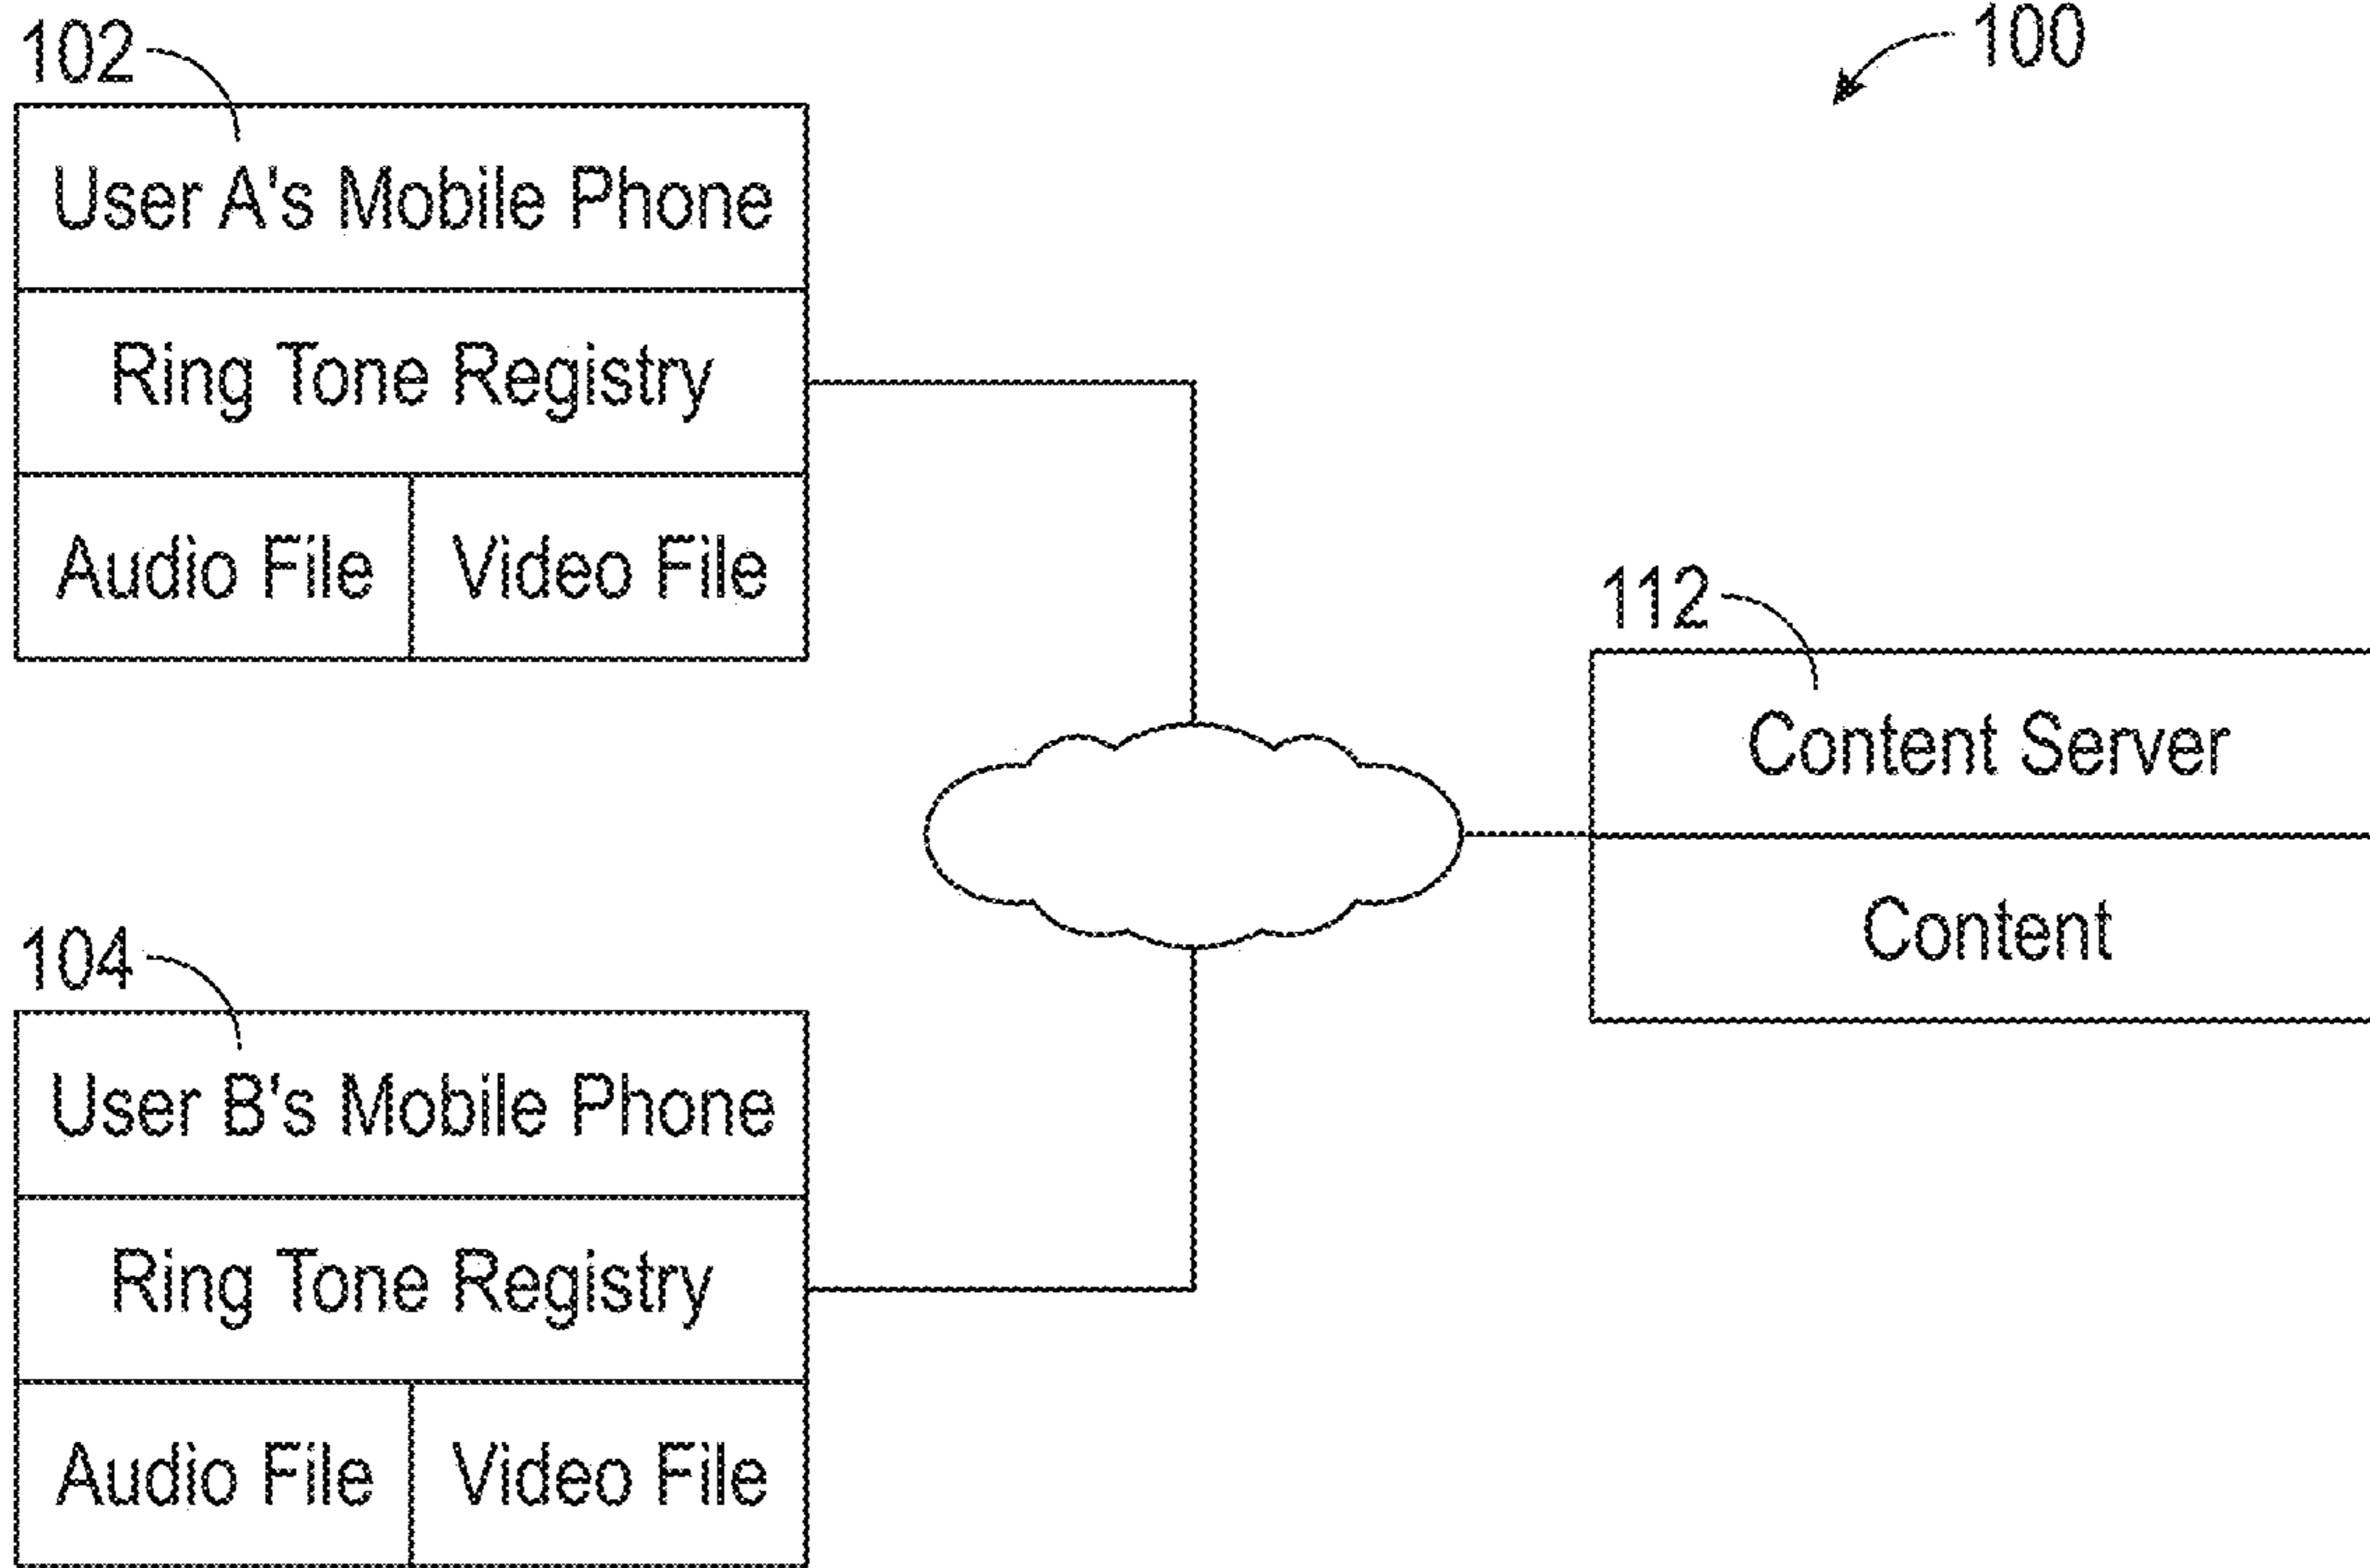 102
100
User A's Mobile Phone
Ring Tone Registry
Audio File
Video File
112
Content Server
Content
104
User B's Mobile Phone
Ring Tone Registry
Audio File
Video File